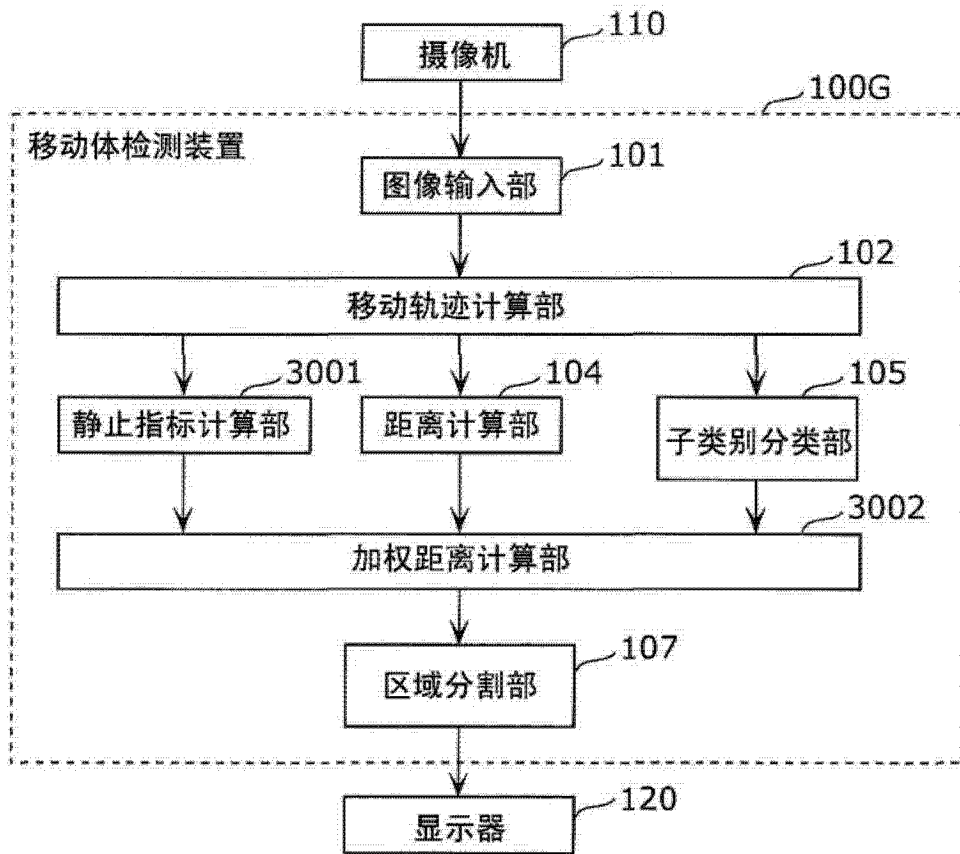 110
摄像机
100G
移动体检测装置
101
图像输入部
102
移动轨迹计算部
3001
104
105
静止指标计算部
距离计算部
子类别分类部
3002
加权距离计算部
107
区域分割部
120
显示器